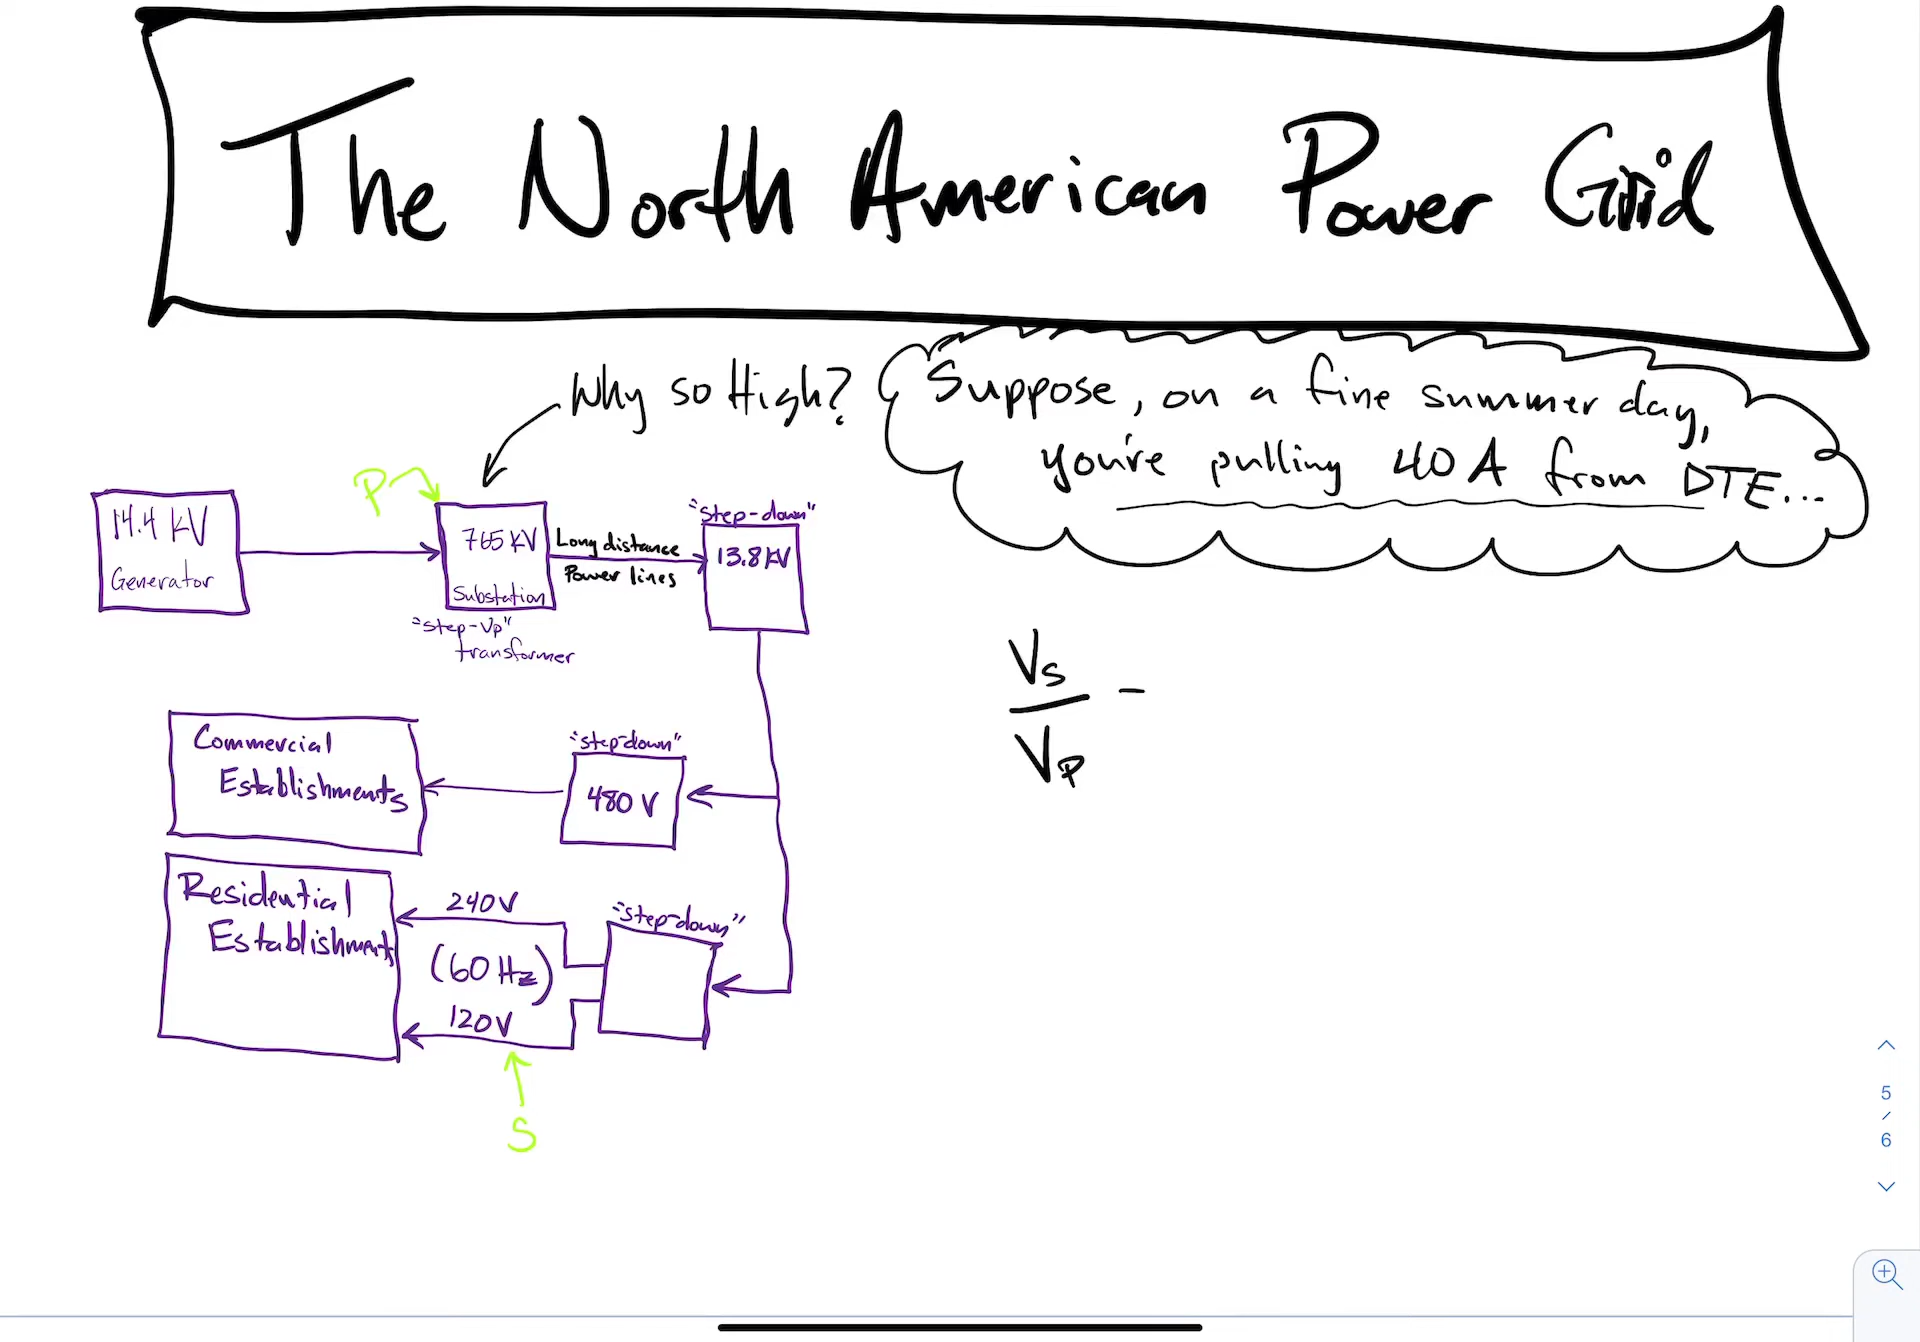 The North American Power Grid
Why so High?
Suppose, on a fine summer day,
you're pulling 40 A from DTE...
P
14.4 kV
Generator
765 kV
Substation
"step-Up"
transformer
Long distance
Power lines
"step-down"
13.8 kV
Vs
Vp
-
Commercial
Establishments
"step-down"
480 V
Residential
Establishments
240V
(60 Hz)
120V
"step-down"
S
5
/
6